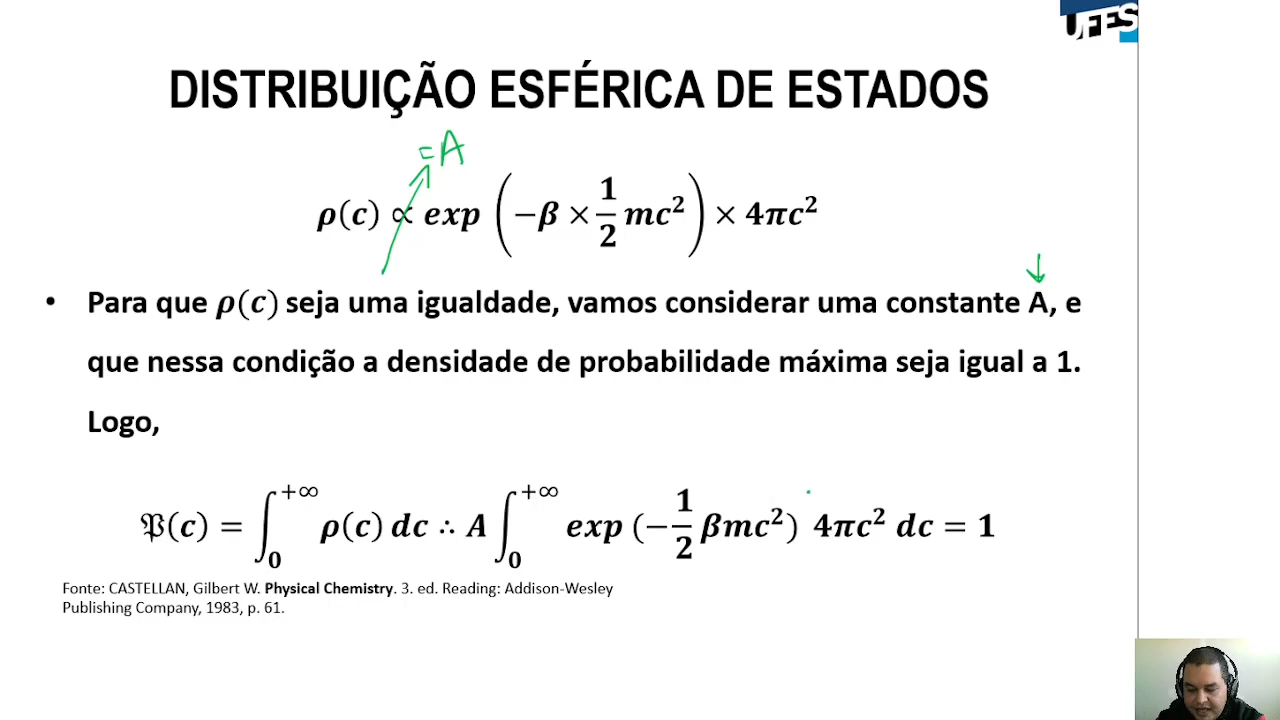 UFES
DISTRIBUIÇÃO ESFÉRICA DE ESTADOS
=A
ρ(c) ∝ exp (−β × 1/2 mc²) × 4πc²
• Para que ρ(c) seja uma igualdade, vamos considerar uma constante A, e
que nessa condição a densidade de probabilidade máxima seja igual a 1.
Logo,
𝔓(c) = ∫₀^{+∞} ρ(c) dc ∴ A ∫₀^{+∞} exp (−1/2 βmc²) 4πc² dc = 1
Fonte: CASTELLAN, Gilbert W. Physical Chemistry. 3. ed. Reading: Addison-Wesley
Publishing Company, 1983, p. 61.